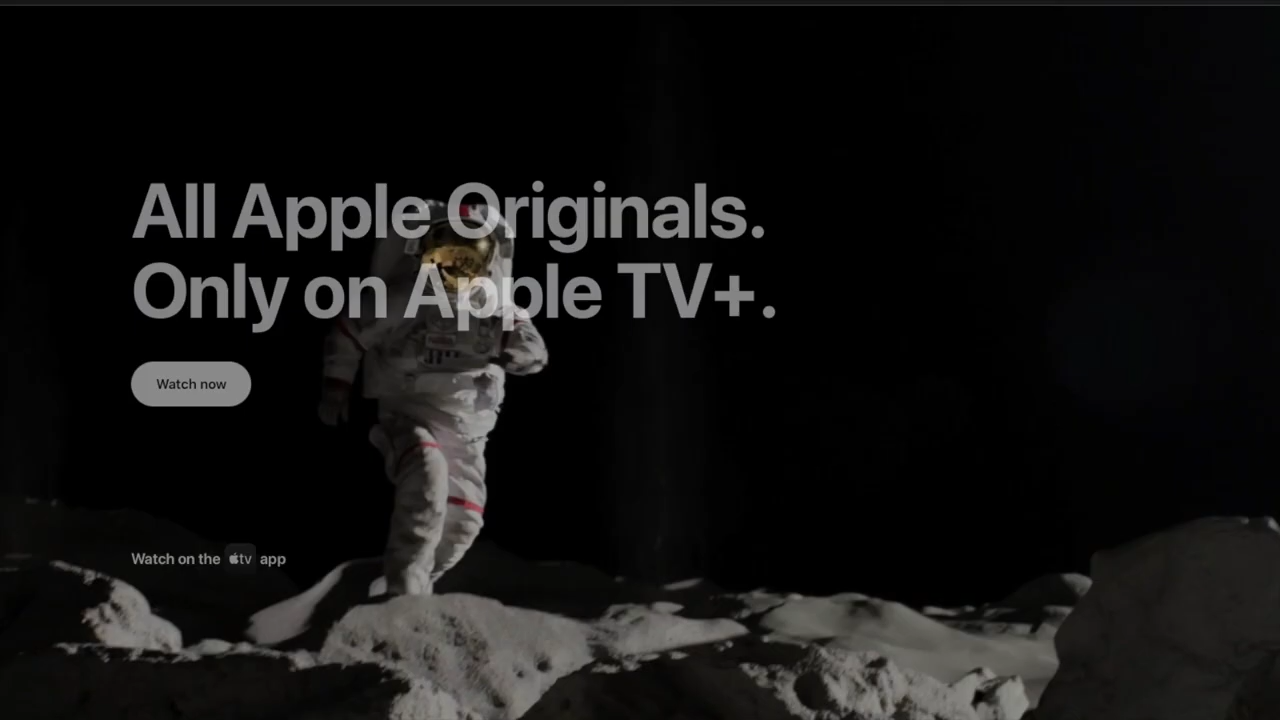 All Apple Originals.
Only on Apple TV+.
Watch now
Watch on the tv app